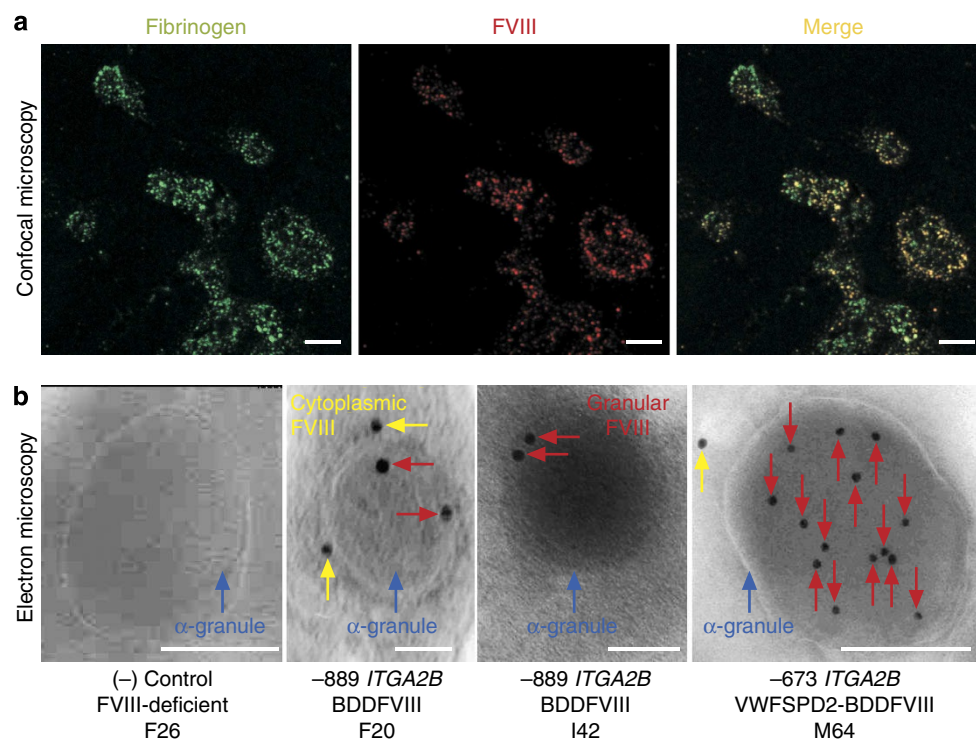 a
Fibrinogen
FVIII
Merge
Confocal microscopy
b
Electron microscopy
Cytoplasmic
FVIII
Granular
FVIII
α-granule
α-granule
α-granule
α-granule
(–) Control
FVIII-deficient
F26
–889 ITGA2B
BDDFVIII
F20
–889 ITGA2B
BDDFVIII
I42
–673 ITGA2B
VWFSPD2-BDDFVIII
M64